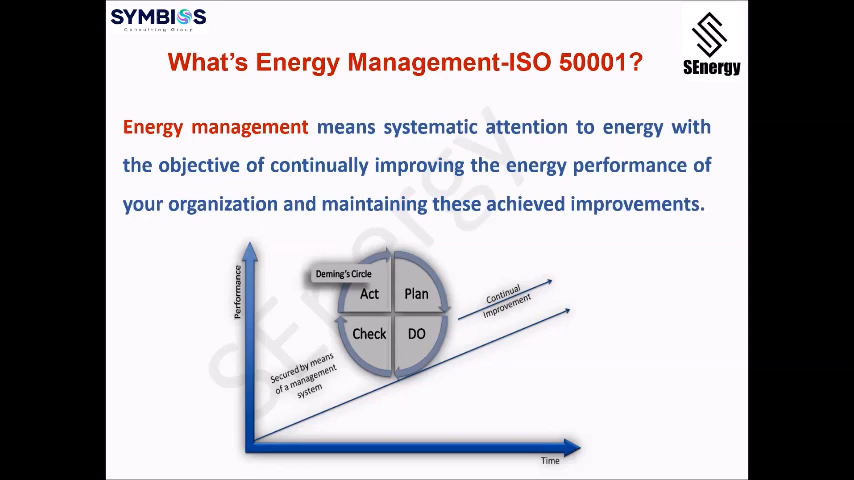 SYMBIOS
Consulting Group
SEnergy
What's Energy Management-ISO 50001?
Energy management means systematic attention to energy with
the objective of continually improving the energy performance of
your organization and maintaining these achieved improvements.
SEnergy
Performance
Deming's Circle
Act
Plan
Check
DO
Continual
Improvement
Secured by means
of a management
system
Time